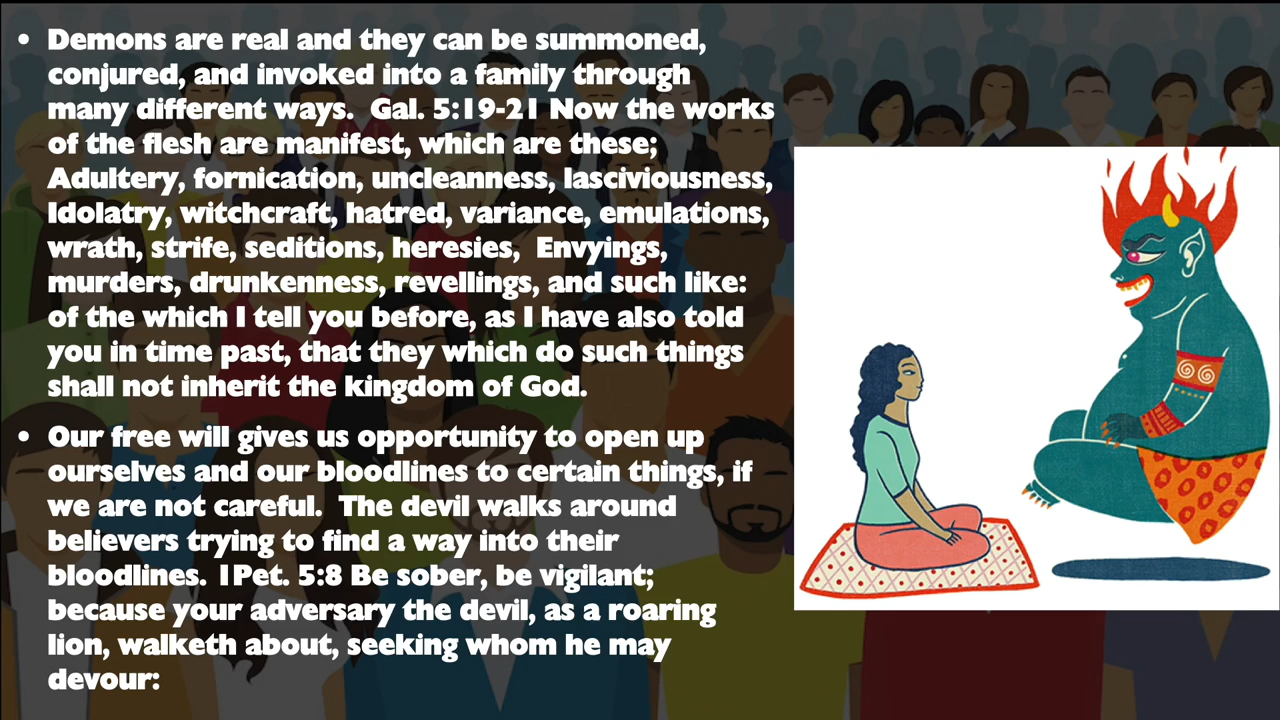 • Demons are real and they can be summoned,
conjured, and invoked into a family through
many different ways.  Gal. 5:19-21 Now the works
of the flesh are manifest, which are these;
Adultery, fornication, uncleanness, lasciviousness,
Idolatry, witchcraft, hatred, variance, emulations,
wrath, strife, seditions, heresies,  Envyings,
murders, drunkenness, revellings, and such like:
of the which I tell you before, as I have also told
you in time past, that they which do such things
shall not inherit the kingdom of God.
• Our free will gives us opportunity to open up
ourselves and our bloodlines to certain things, if
we are not careful.  The devil walks around
believers trying to find a way into their
bloodlines. 1Pet. 5:8 Be sober, be vigilant;
because your adversary the devil, as a roaring
lion, walketh about, seeking whom he may
devour: